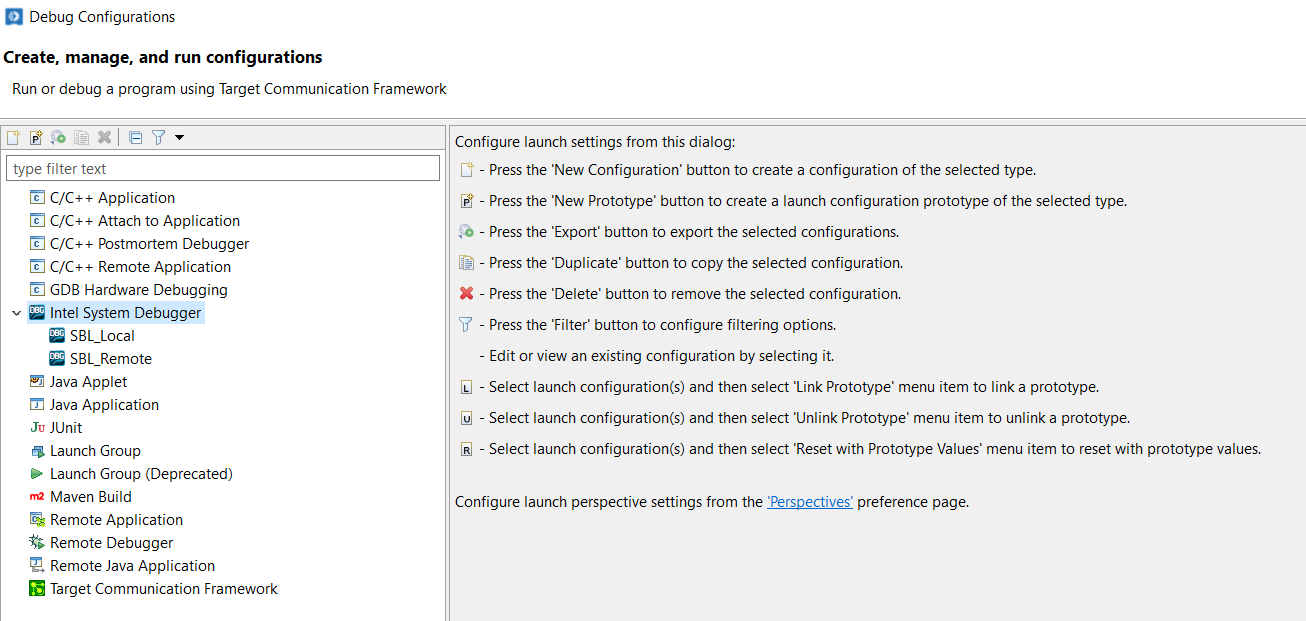 Debug Configurations
Create, manage, and run configurations
Run or debug a program using Target Communication Framework
type filter text
C/C++ Application
C/C++ Attach to Application
C/C++ Postmortem Debugger
C/C++ Remote Application
GDB Hardware Debugging
Intel System Debugger
SBL_Local
SBL_Remote
Java Applet
Java Application
JUnit
Launch Group
Launch Group (Deprecated)
Maven Build
Remote Application
Remote Debugger
Remote Java Application
Target Communication Framework
Configure launch settings from this dialog:
- Press the 'New Configuration' button to create a configuration of the selected type.
- Press the 'New Prototype' button to create a launch configuration prototype of the selected type.
- Press the 'Export' button to export the selected configurations.
- Press the 'Duplicate' button to copy the selected configuration.
- Press the 'Delete' button to remove the selected configuration.
- Press the 'Filter' button to configure filtering options.
- Edit or view an existing configuration by selecting it.
- Select launch configuration(s) and then select 'Link Prototype' menu item to link a prototype.
- Select launch configuration(s) and then select 'Unlink Prototype' menu item to unlink a prototype.
- Select launch configuration(s) and then select 'Reset with Prototype Values' menu item to reset with prototype values.
Configure launch perspective settings from the 'Perspectives' preference page.